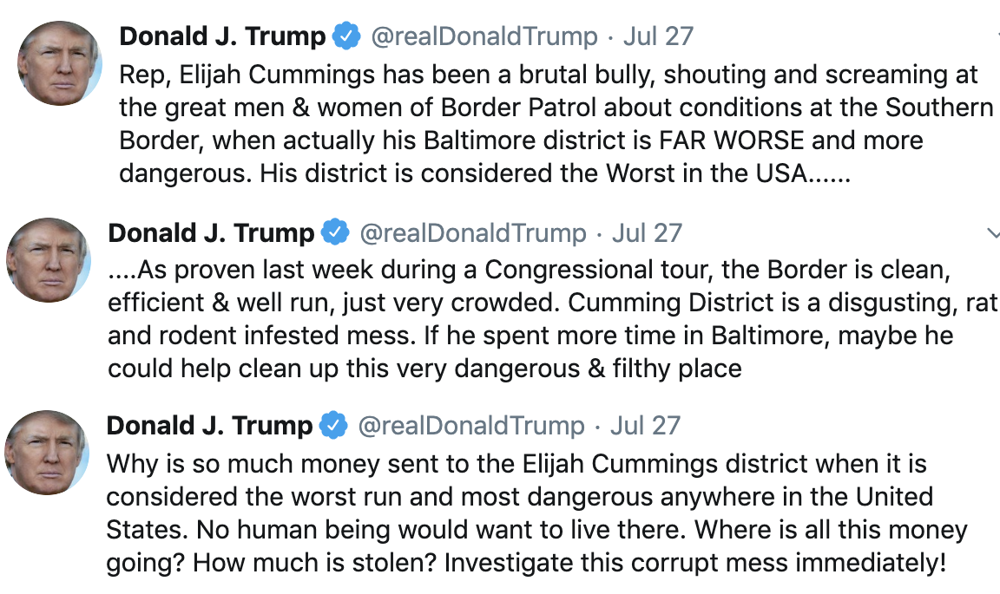 Donald J. Trump @realDonaldTrump · Jul 27
Rep, Elijah Cummings has been a brutal bully, shouting and screaming at
the great men & women of Border Patrol about conditions at the Southern
Border, when actually his Baltimore district is FAR WORSE and more
dangerous. His district is considered the Worst in the USA......
Donald J. Trump @realDonaldTrump · Jul 27
....As proven last week during a Congressional tour, the Border is clean,
efficient & well run, just very crowded. Cumming District is a disgusting, rat
and rodent infested mess. If he spent more time in Baltimore, maybe he
could help clean up this very dangerous & filthy place
Donald J. Trump @realDonaldTrump · Jul 27
Why is so much money sent to the Elijah Cummings district when it is
considered the worst run and most dangerous anywhere in the United
States. No human being would want to live there. Where is all this money
going? How much is stolen? Investigate this corrupt mess immediately!